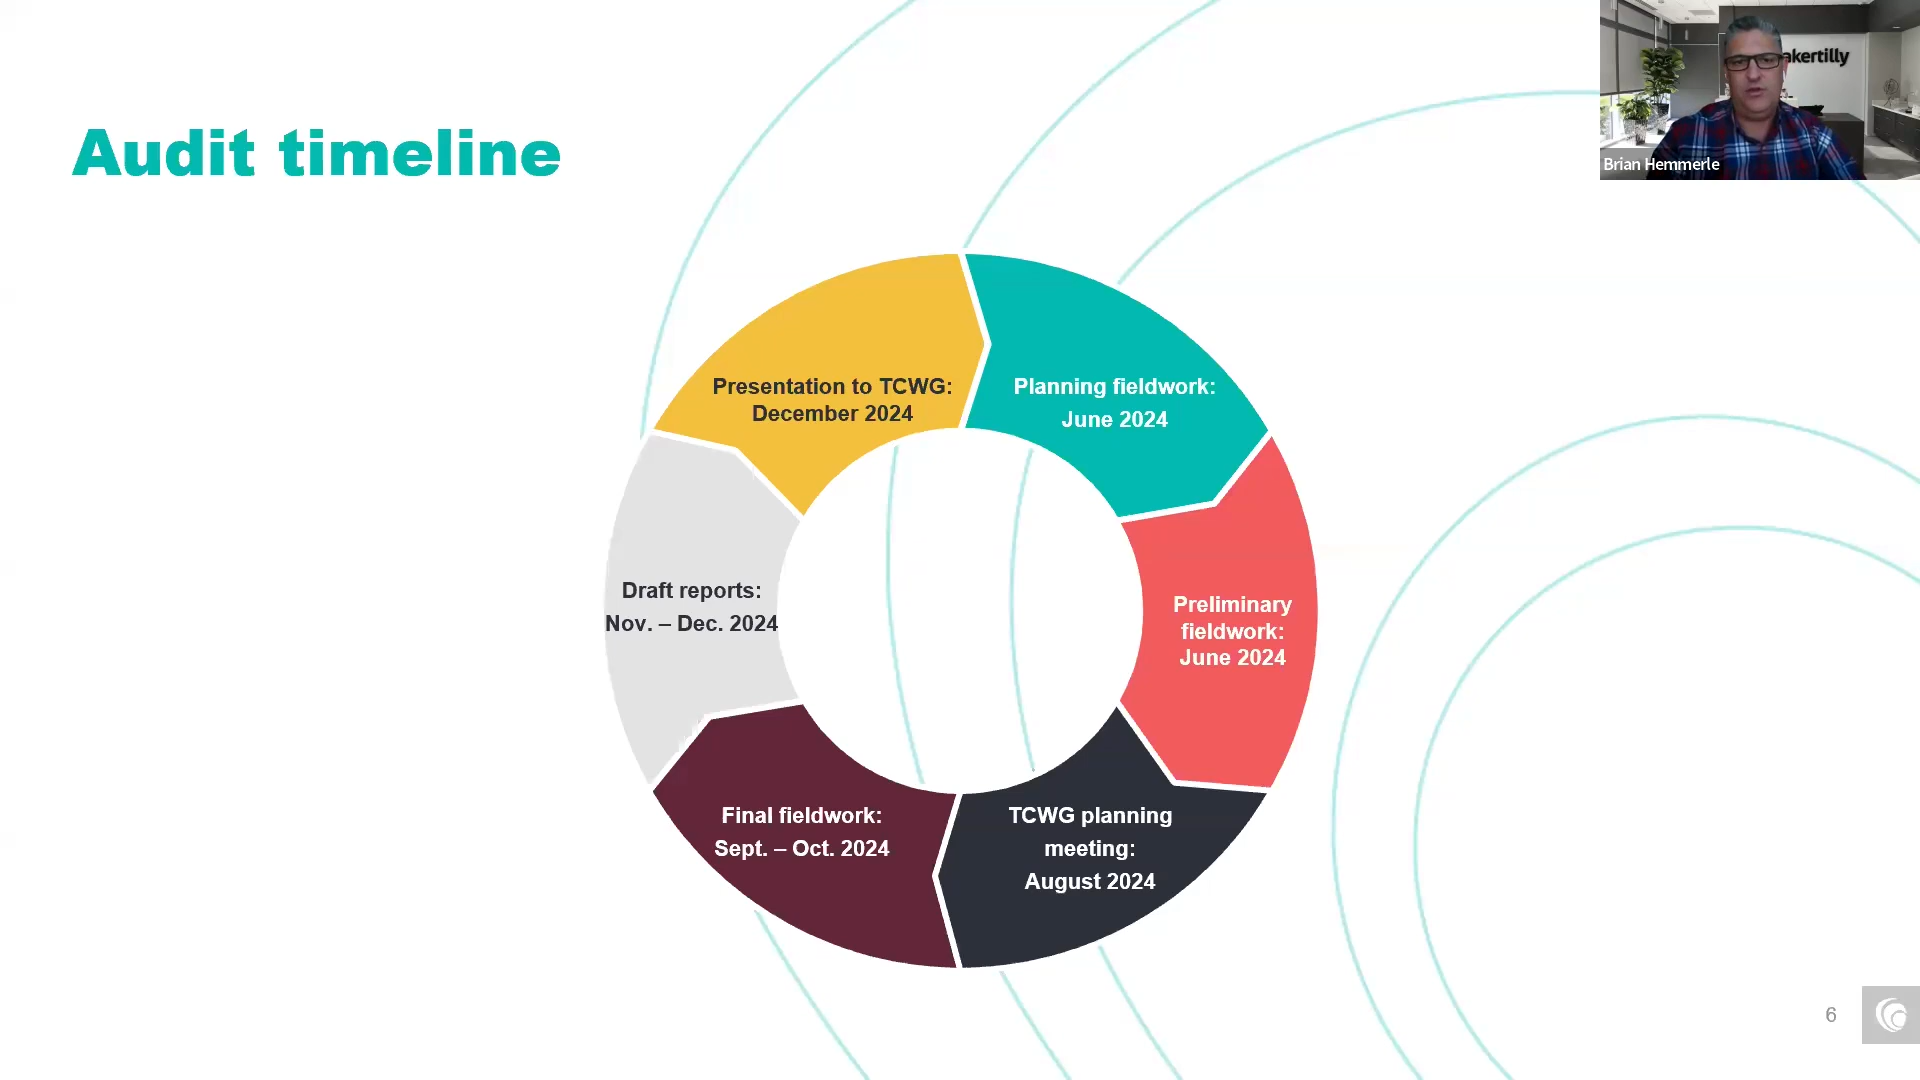 Audit timeline
akertilly
Brian Hemmerle
Presentation to TCWG:
December 2024
Planning fieldwork:
June 2024
Preliminary
fieldwork:
June 2024
TCWG planning
meeting:
August 2024
Final fieldwork:
Sept. – Oct. 2024
Draft reports:
Nov. – Dec. 2024
6